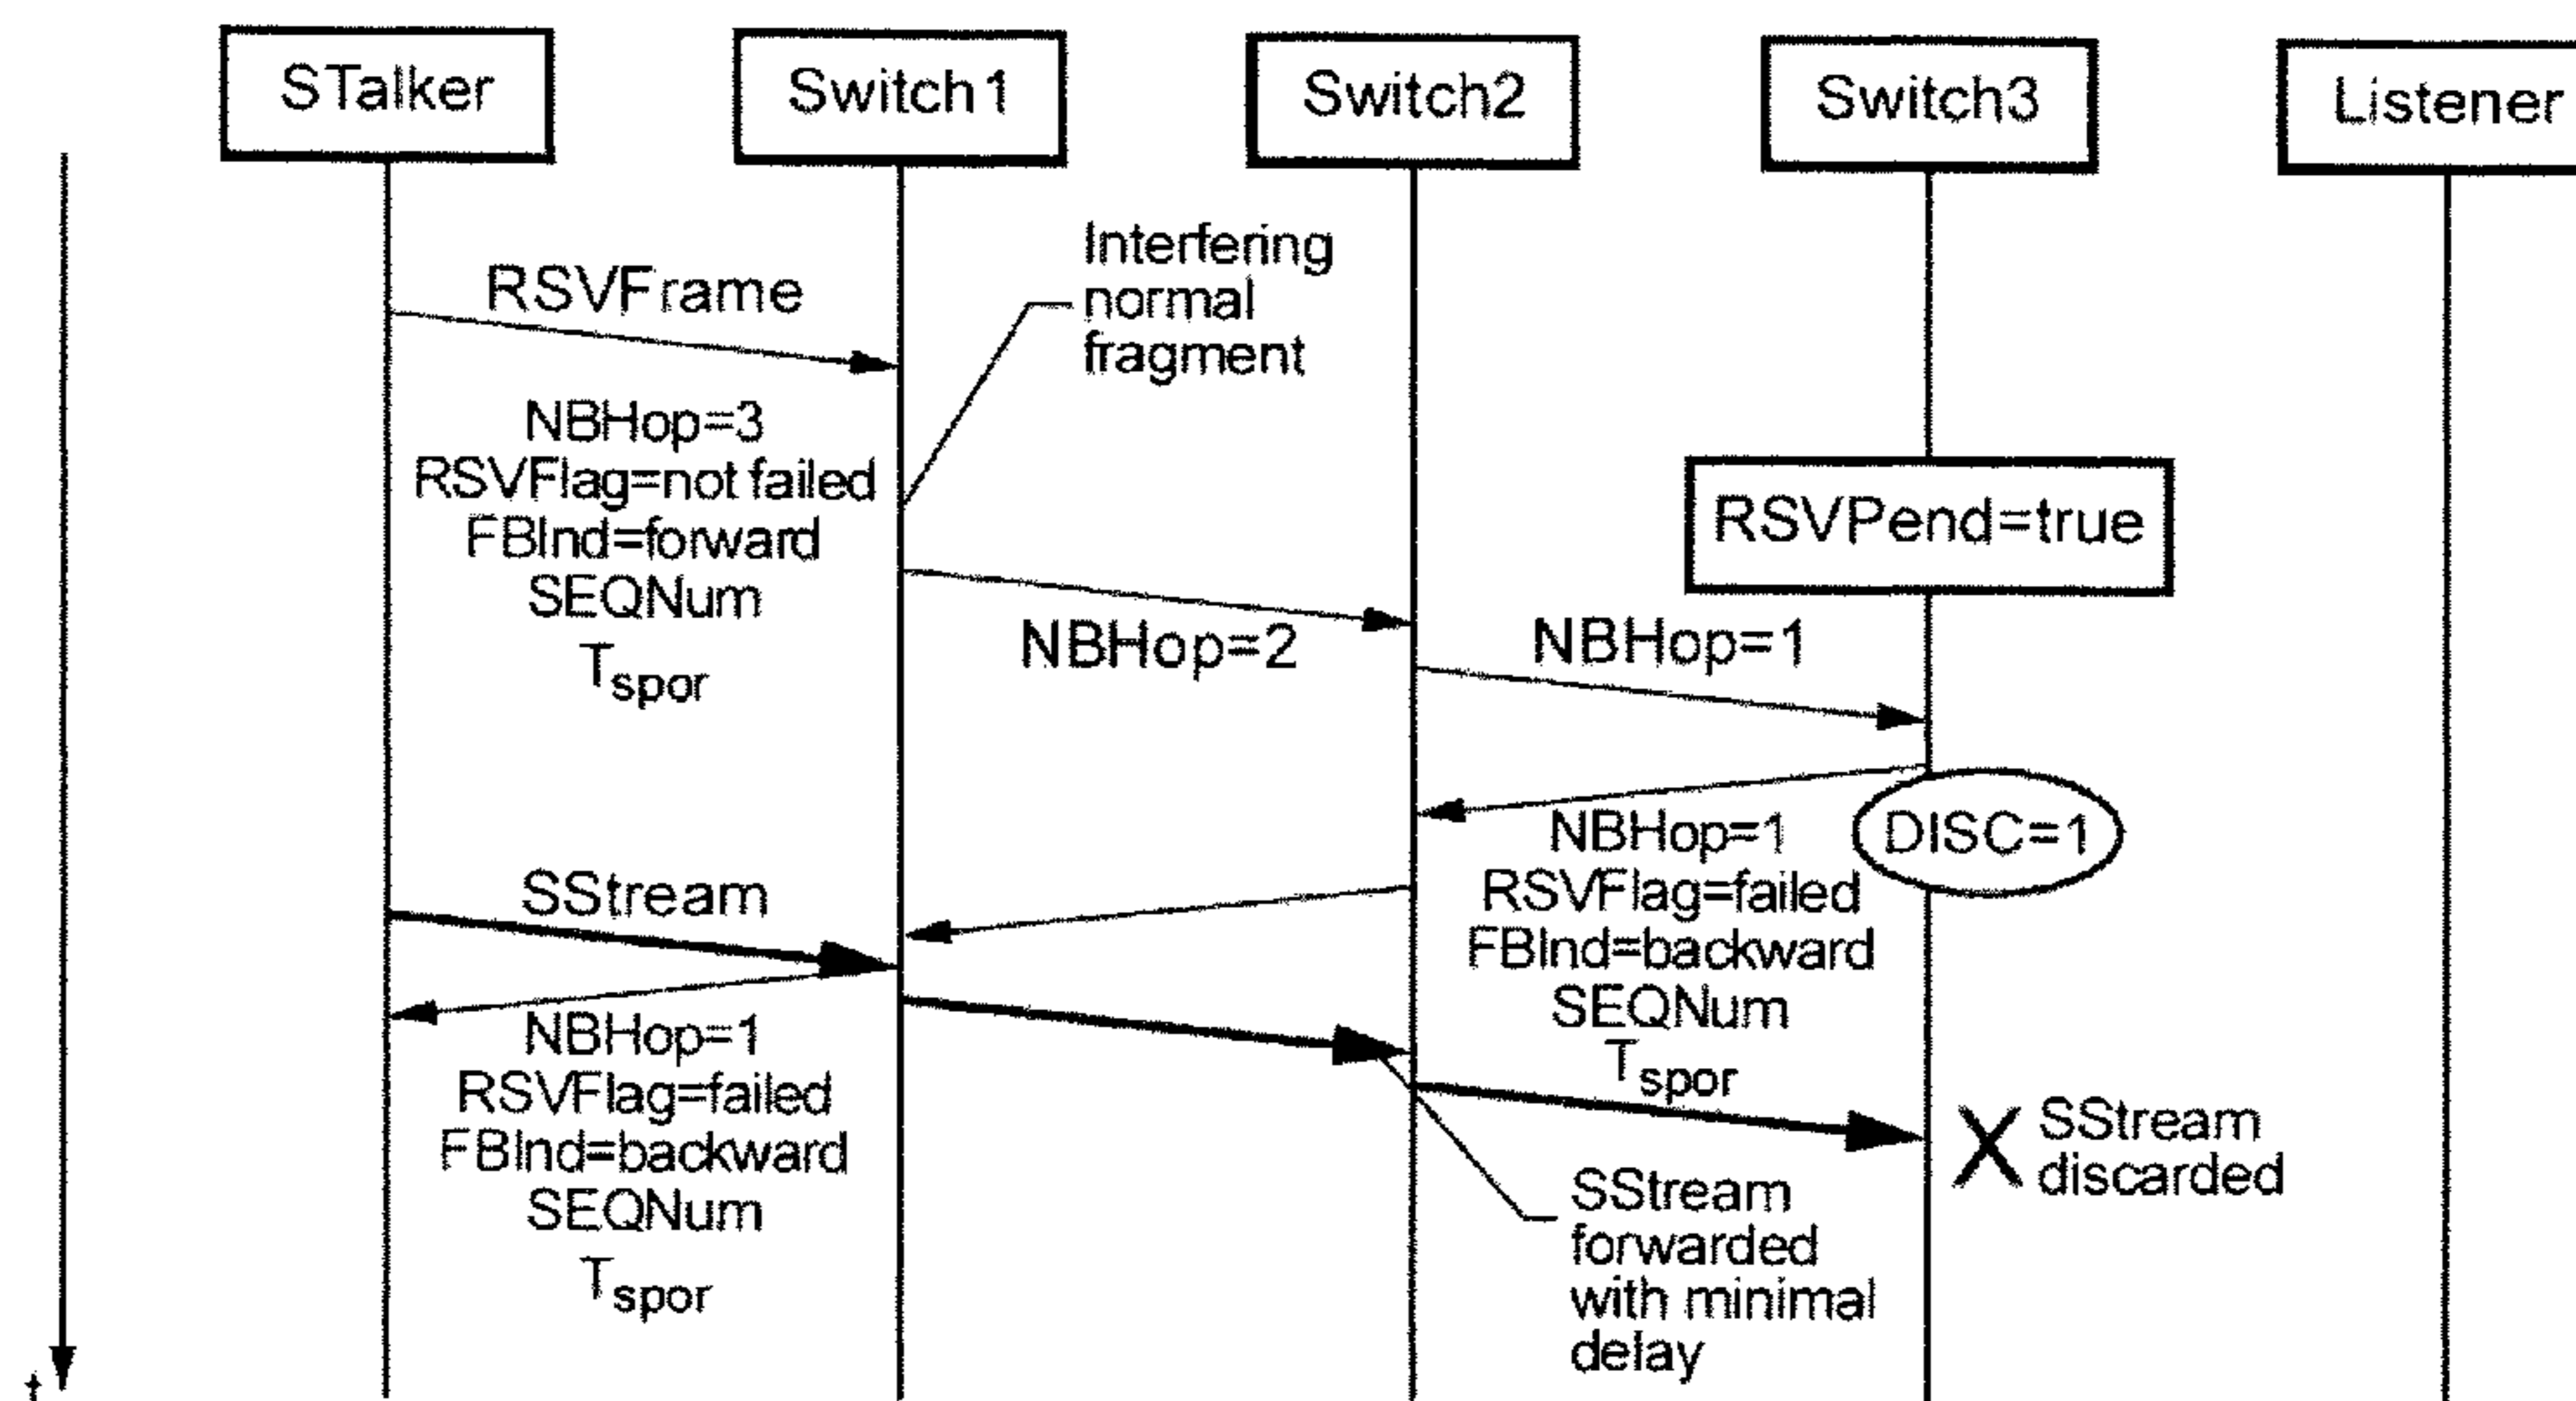 STalker
Switch1
Switch2
Switch3
Listener
RSVFrame
Interfering
normal
fragment
NBHop=3
RSVFlag=not failed
FBInd=forward
SEQNum
Tspor
RSVPend=true
NBHop=2
NBHop=1
DISC=1
NBHop=1
RSVFlag=failed
FBInd=backward
SEQNum
Tspor
SStream
NBHop=1
RSVFlag=failed
FBInd=backward
SEQNum
Tspor
SStream
discarded
SStream
forwarded
with minimal
delay
t